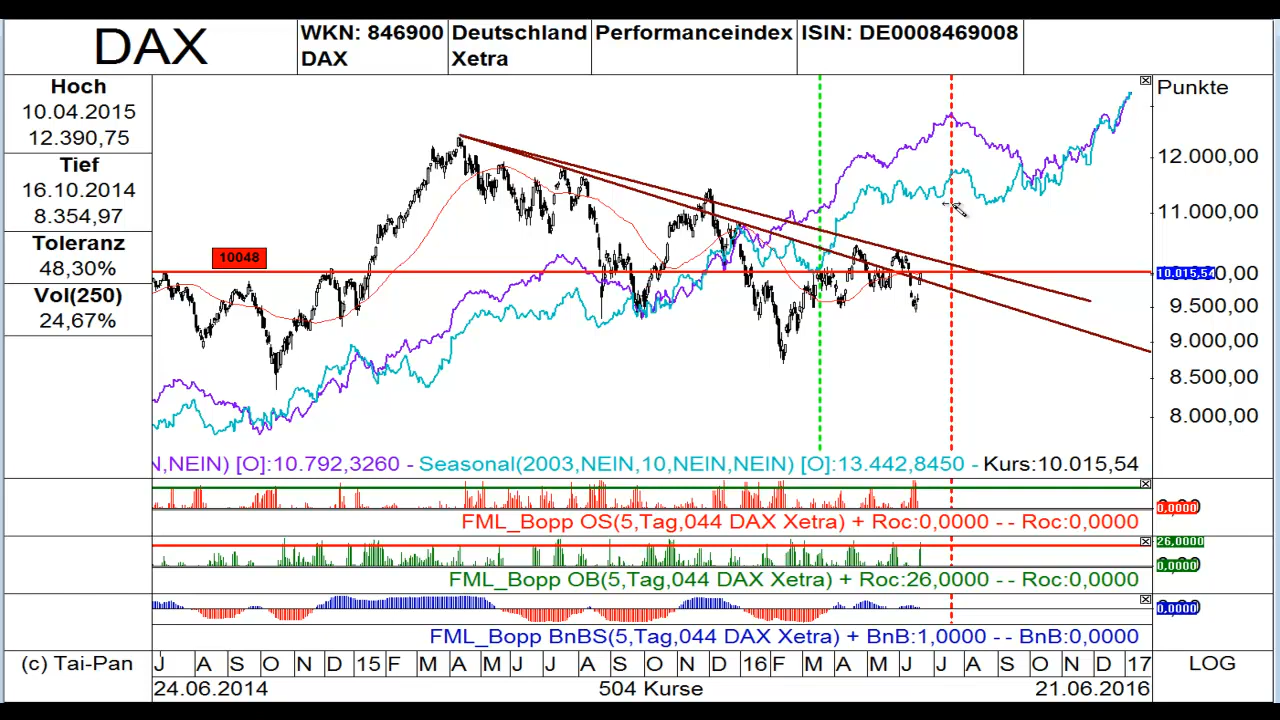 DAX
WKN: 846900
DAX
Deutschland
Xetra
Performanceindex
ISIN: DE0008469008
Hoch
10.04.2015
12.390,75
Tief
16.10.2014
8.354,97
Toleranz
48,30%
Vol(250)
24,67%
10048
Punkte
12.000,00
11.000,00
10.015,54
9.500,00
9.000,00
8.500,00
8.000,00
N,NEIN) [O]:10.792,3260 - Seasonal(2003,NEIN,10,NEIN,NEIN) [O]:13.442,8450 - Kurs:10.015,54
0,0000
FML_Bopp OS(5,Tag,044 DAX Xetra) + Roc:0,0000 - - Roc:0,0000
26,0000
0,0000
FML_Bopp OB(5,Tag,044 DAX Xetra) + Roc:26,0000 - - Roc:0,0000
0,0000
FML_Bopp BnBS(5,Tag,044 DAX Xetra) + BnB:1,0000 - - BnB:0,0000
(c) Tai-Pan
J A S O N D 15 F M A M J J A S O N D 16 F M A M J J A S O N D 17
LOG
24.06.2014
504 Kurse
21.06.2016